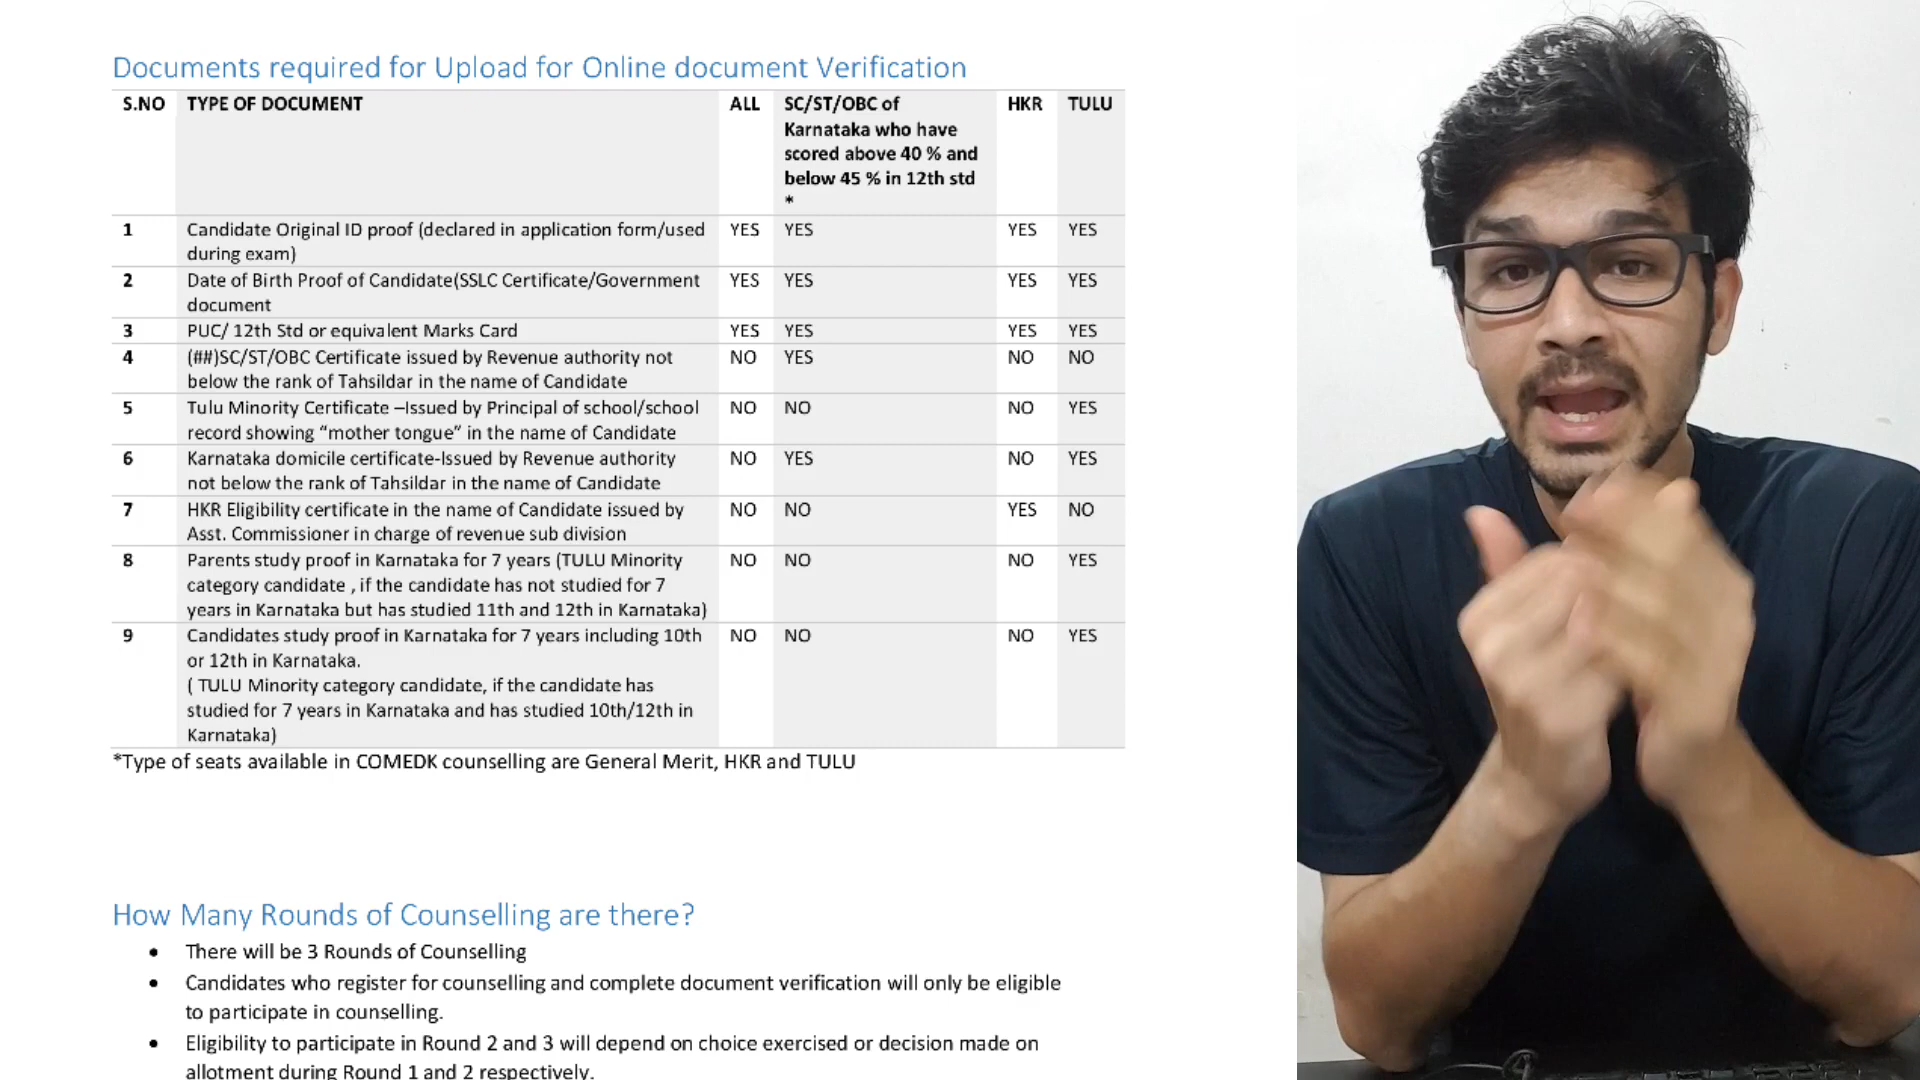 Documents required for Upload for Online document Verification
S.NO TYPE OF DOCUMENT ALL SC/ST/OBC of Karnataka who have scored above 40 % and below 45 % in 12th std * HKR TULU
1 Candidate Original ID proof (declared in application form/used during exam) YES YES YES YES
2 Date of Birth Proof of Candidate(SSLC Certificate/Government document YES YES YES YES
3 PUC/ 12th Std or equivalent Marks Card YES YES YES YES
4 (##)SC/ST/OBC Certificate issued by Revenue authority not below the rank of Tahsildar in the name of Candidate NO YES NO NO
5 Tulu Minority Certificate –Issued by Principal of school/school record showing “mother tongue” in the name of Candidate NO NO NO YES
6 Karnataka domicile certificate-Issued by Revenue authority not below the rank of Tahsildar in the name of Candidate NO YES NO YES
7 HKR Eligibility certificate in the name of Candidate issued by Asst. Commissioner in charge of revenue sub division NO NO YES NO
8 Parents study proof in Karnataka for 7 years (TULU Minority category candidate , if the candidate has not studied for 7 years in Karnataka but has studied 11th and 12th in Karnataka) NO NO NO YES
9 Candidates study proof in Karnataka for 7 years including 10th or 12th in Karnataka. ( TULU Minority category candidate, if the candidate has studied for 7 years in Karnataka and has studied 10th/12th in Karnataka) NO NO NO YES
*Type of seats available in COMEDK counselling are General Merit, HKR and TULU
How Many Rounds of Counselling are there?
• There will be 3 Rounds of Counselling
• Candidates who register for counselling and complete document verification will only be eligible
to participate in counselling.
• Eligibility to participate in Round 2 and 3 will depend on choice exercised or decision made on
allotment during Round 1 and 2 respectively.